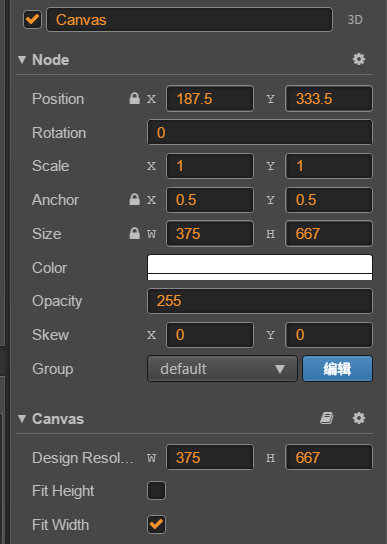 Canvas 3D
Node
Position X 187.5 Y 333.5
Rotation 0
Scale X 1 Y 1
Anchor X 0.5 Y 0.5
Size W 375 H 667
Color
Opacity 255
Skew X 0 Y 0
Group default 编辑
Canvas
Design Resol... W 375 H 667
Fit Height
Fit Width